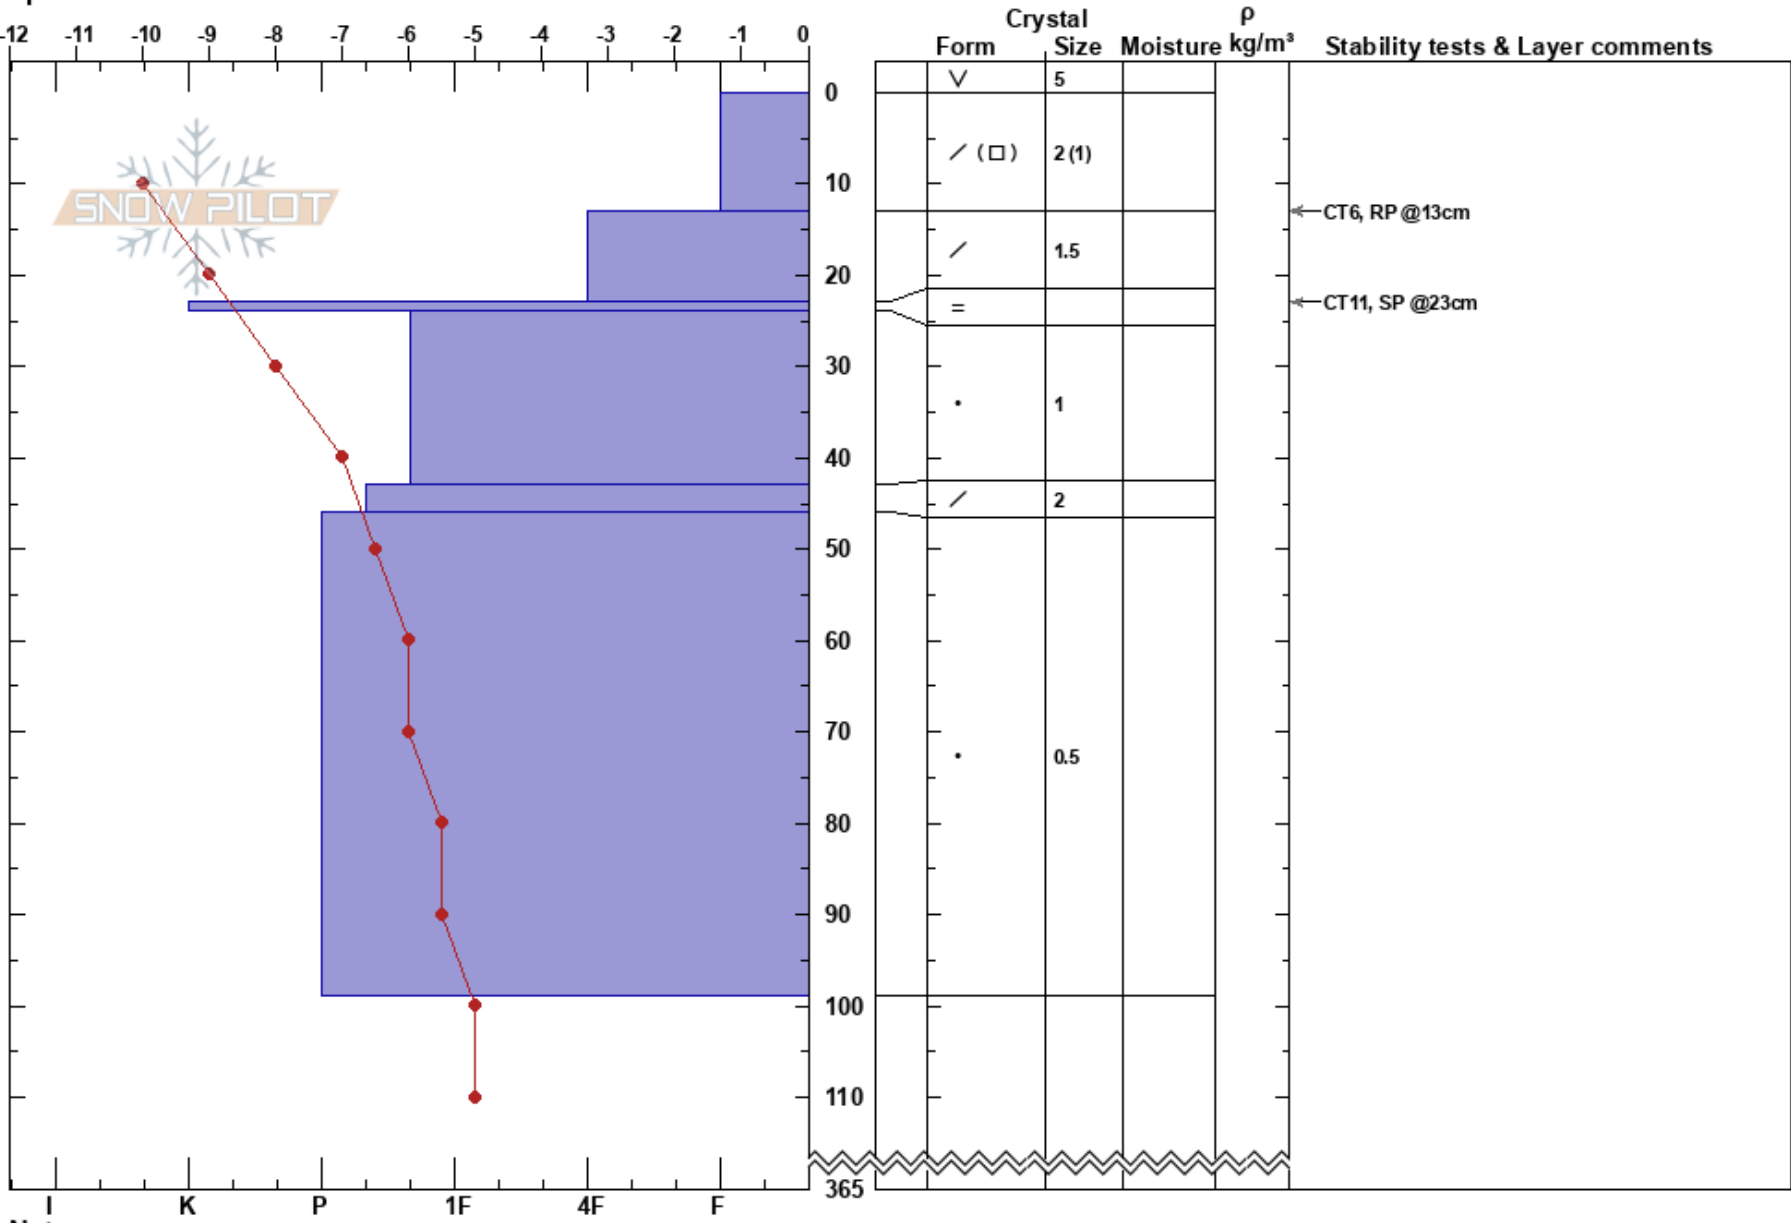 Crystal ρ
-12 -11 -10 -9 -8 -7 -6 -5 -4 -3 -2 -1 0
Form Size Moisture kg/m³ Stability tests & Layer comments
5
0
2 (1)
10
SNOW PILOT
CT6, RP @13cm
1.5
20
CT11, SP @23cm
=
30
1
40
2
50
60
70
0.5
80
90
100
110
365
I K P 1F 4F F